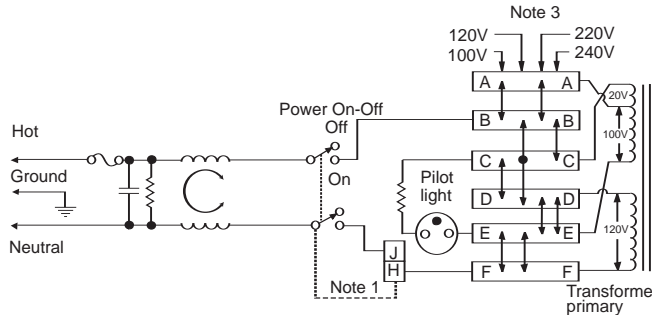 Note 3
120V 220V
100V 240V
A A
20V
Power On-Off
Off
B B
100V
Hot
C C
Ground
On
Pilot
light
D D
E E
120V
Neutral
J
H
F F
Note 1
Transforme
primary